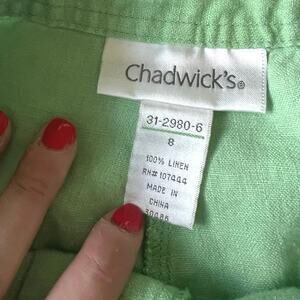 Chadwick's®
31-2980-6
8
100% LINEN
RN# 107444
MADE IN
CHINA